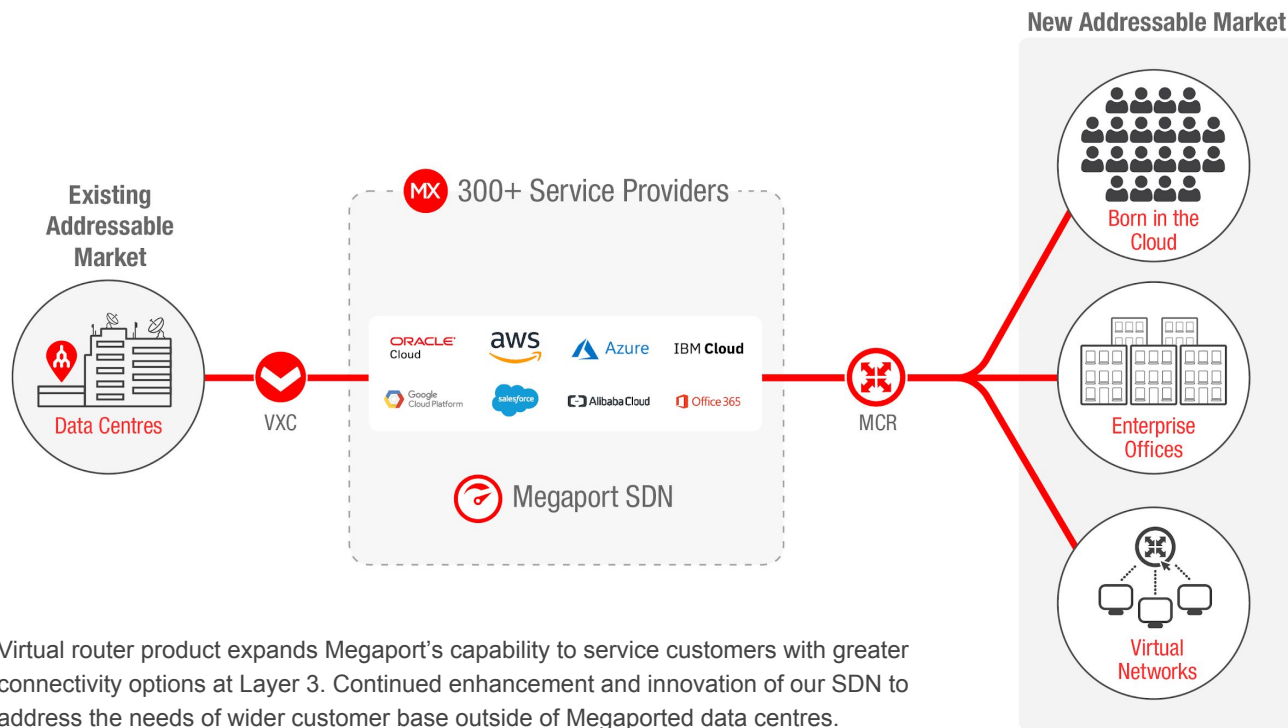 New Addressable Market
Existing
Addressable
Market
Data Centres
VXC
MX 300+ Service Providers
ORACLE
Cloud
aws
Azure
IBM Cloud
Google
Cloud Platform
salesforce
Alibaba Cloud
Office 365
Megaport SDN
MCR
Born in the
Cloud
Enterprise
Offices
Virtual
Networks
Virtual router product expands Megaport's capability to service customers with greater
connectivity options at Layer 3. Continued enhancement and innovation of our SDN to
address the needs of wider customer base outside of Megaported data centres.